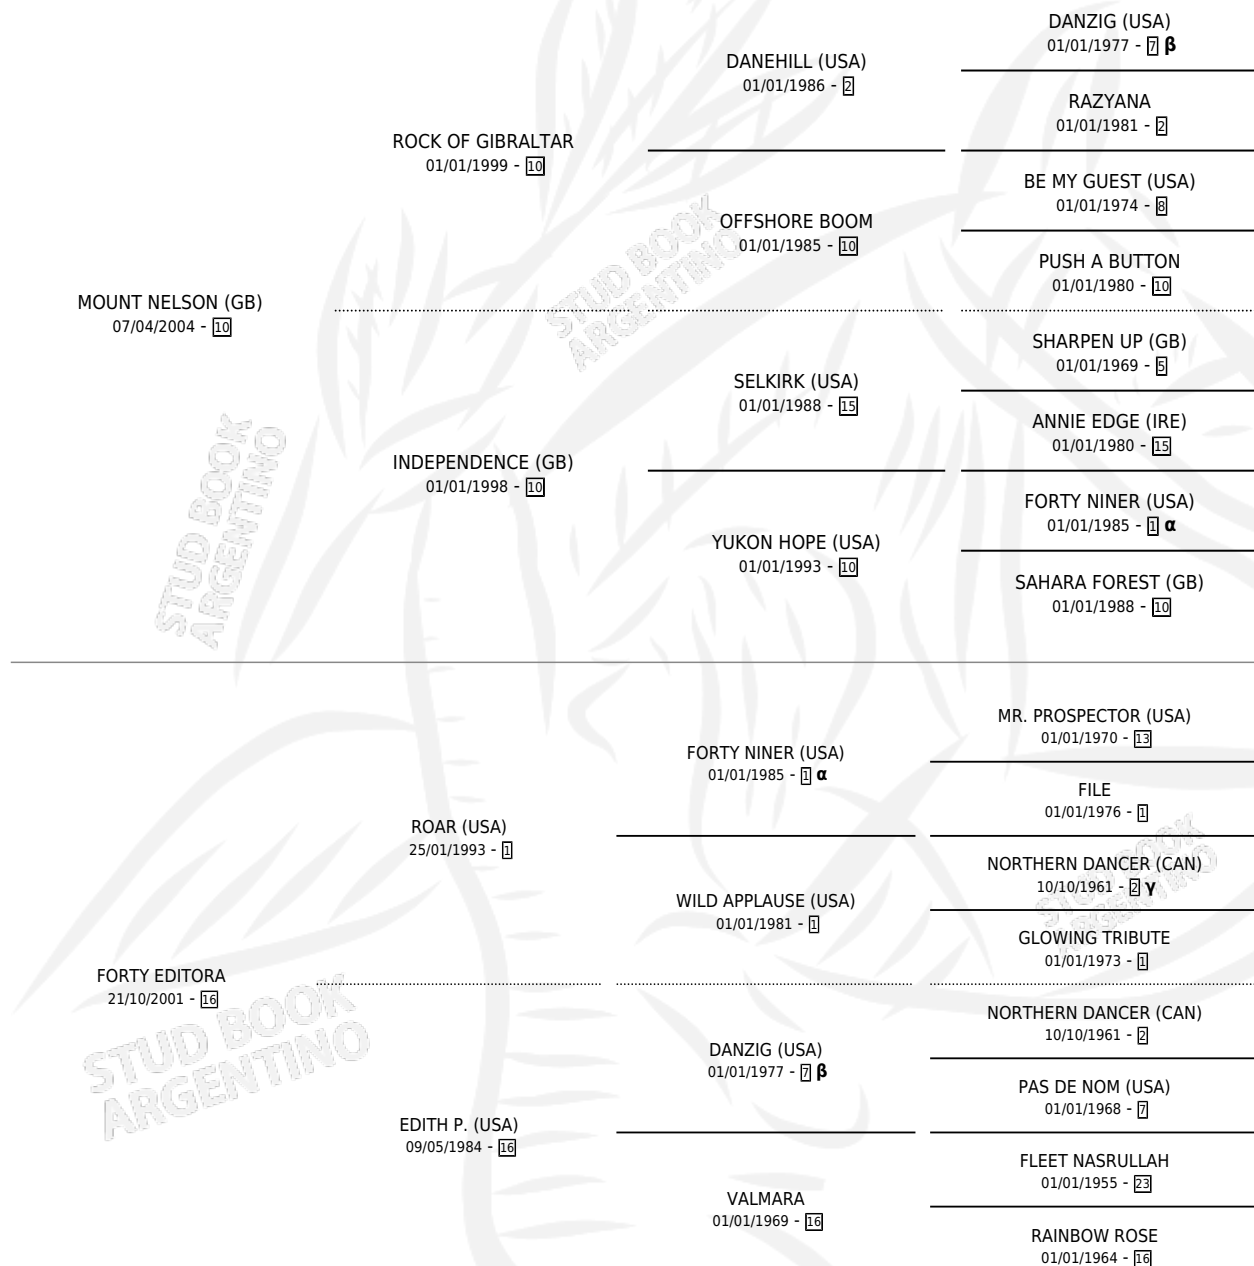 DANZIG (USA)
01/01/1977 - 7 β
DANEHILL (USA)
01/01/1986 - 2
RAZYANA
01/01/1981 - 2
ROCK OF GIBRALTAR
01/01/1999 - 10
BE MY GUEST (USA)
01/01/1974 - 8
OFFSHORE BOOM
01/01/1985 - 10
PUSH A BUTTON
01/01/1980 - 10
MOUNT NELSON (GB)
07/04/2004 - 10
SHARPEN UP (GB)
01/01/1969 - 5
SELKIRK (USA)
01/01/1988 - 15
ANNIE EDGE (IRE)
01/01/1980 - 15
INDEPENDENCE (GB)
01/01/1998 - 10
FORTY NINER (USA)
01/01/1985 - 1 α
YUKON HOPE (USA)
01/01/1993 - 10
SAHARA FOREST (GB)
01/01/1988 - 10
MR. PROSPECTOR (USA)
01/01/1970 - 13
FORTY NINER (USA)
01/01/1985 - 1 α
FILE
01/01/1976 - 1
ROAR (USA)
25/01/1993 - 1
NORTHERN DANCER (CAN)
10/10/1961 - 2 γ
WILD APPLAUSE (USA)
01/01/1981 - 1
GLOWING TRIBUTE
01/01/1973 - 1
FORTY EDITORA
21/10/2001 - 16
NORTHERN DANCER (CAN)
10/10/1961 - 2
DANZIG (USA)
01/01/1977 - 7 β
PAS DE NOM (USA)
01/01/1968 - 7
EDITH P. (USA)
09/05/1984 - 16
FLEET NASRULLAH
01/01/1955 - 23
VALMARA
01/01/1969 - 16
RAINBOW ROSE
01/01/1964 - 16
STUD BOOK
ARGENTINO
STUD BOOK
ARGENTINO
STUD BOOK
ARGENTINO
STUD BOOK
ARGENTINO